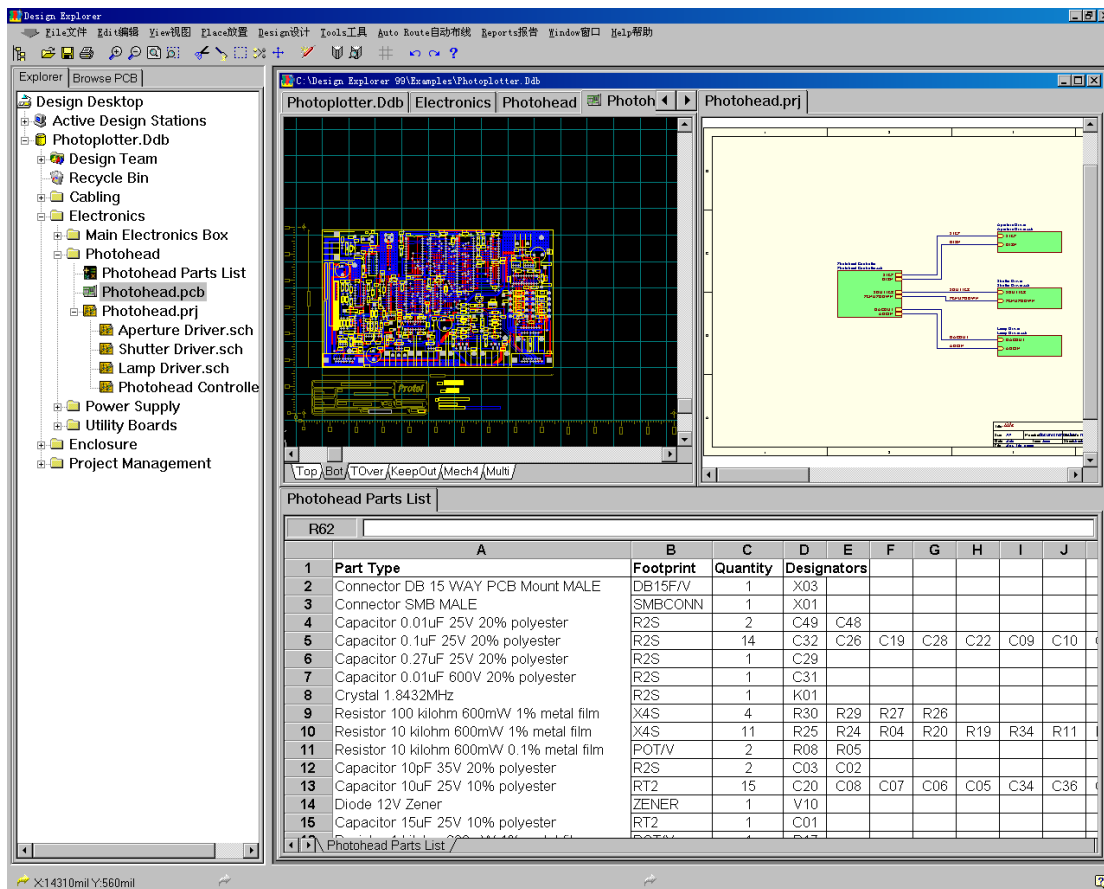 Design Explorer
File文件 Edit编辑 View视图 Place放置 Design设计 Tools工具 Auto Route自动布线 Reports报告 Window窗口 Help帮助
Explorer Browse PCB
Design Desktop
Active Design Stations
Photoplotter.Ddb
Design Team
Recycle Bin
Cabling
Electronics
Main Electronics Box
Photohead
Photohead Parts List
Photohead.pcb
Photohead.prj
Aperture Driver.sch
Shutter Driver.sch
Lamp Driver.sch
Photohead Controlle
Power Supply
Utility Boards
Enclosure
Project Management
C:\Design Explorer 99\Examples\Photoplotter.Ddb
Photoplotter.Ddb Electronics Photohead Photoh Photohead.prj
Protel
Top Bot TOver KeepOut Mech4 Multi
Photohead Parts List
R62
A B C D E F G H I J
1 Part Type Footprint Quantity Designators
2 Connector DB 15 WAY PCB Mount MALE DB15F/V 1 X03
3 Connector SMB MALE SMBCONN 1 X01
4 Capacitor 0.01uF 25V 20% polyester R2S 2 C49 C48
5 Capacitor 0.1uF 25V 20% polyester R2S 14 C32 C26 C19 C28 C22 C09 C10
6 Capacitor 0.27uF 25V 20% polyester R2S 1 C29
7 Capacitor 0.01uF 600V 20% polyester R2S 1 C31
8 Crystal 1.8432MHz R2S 1 K01
9 Resistor 100 kilohm 600mW 1% metal film X4S 4 R30 R29 R27 R26
10 Resistor 10 kilohm 600mW 1% metal film X4S 11 R25 R24 R04 R20 R19 R34 R11
11 Resistor 10 kilohm 600mW 0.1% metal film POT/V 2 R08 R05
12 Capacitor 10pF 35V 20% polyester R2S 2 C03 C02
13 Capacitor 10uF 25V 10% polyester RT2 15 C20 C08 C07 C06 C05 C34 C36
14 Diode 12V Zener ZENER 1 V10
15 Capacitor 15uF 25V 10% polyester RT2 1 C01
Photohead Parts List
X:14310mil Y:560mil